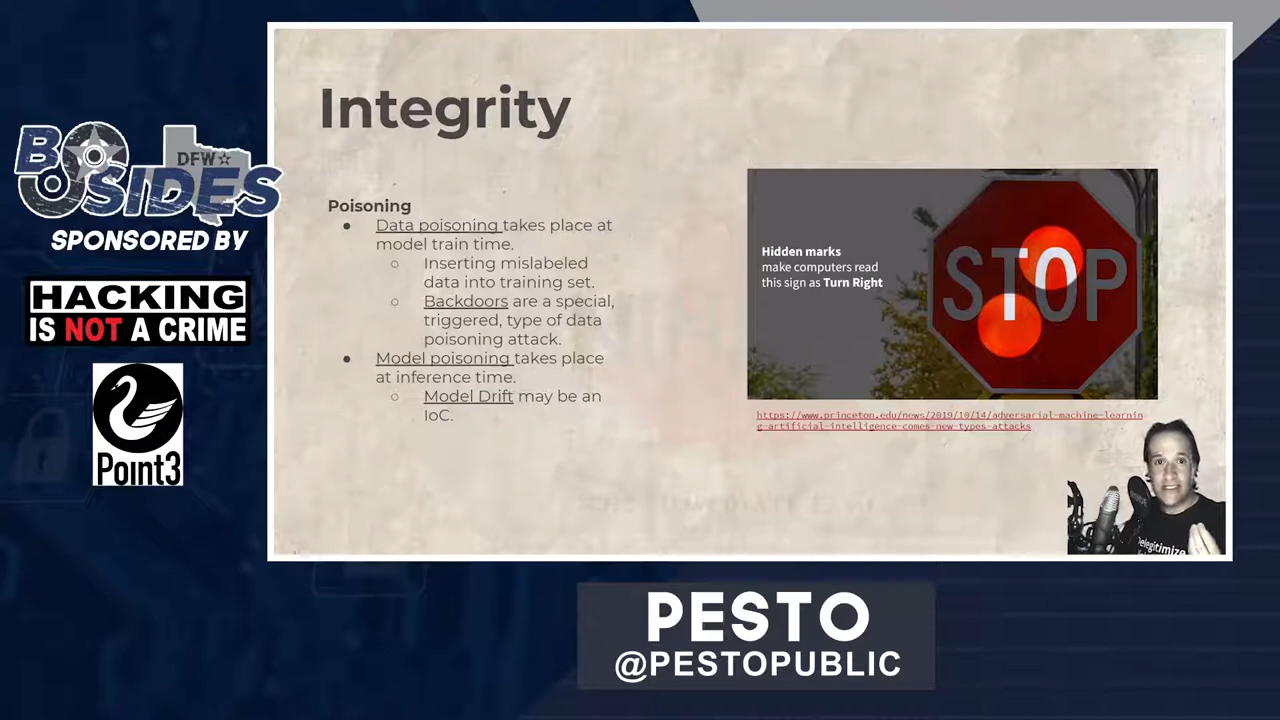 Integrity
Poisoning
● Data poisoning takes place at
model train time.
○ Inserting mislabeled
data into training set.
○ Backdoors are a special,
triggered, type of data
poisoning attack.
● Model poisoning takes place
at inference time.
○ Model Drift may be an
IoC.
Hidden marks
make computers read
this sign as Turn Right
STOP
https://www.princeton.edu/news/2019/10/14/adversarial-machine-learnin
g-artificial-intelligence-comes-new-types-attacks
BSIDES
DFW
SPONSORED BY
HACKING
IS NOT A CRIME
Point3
PESTO
@PESTOPUBLIC